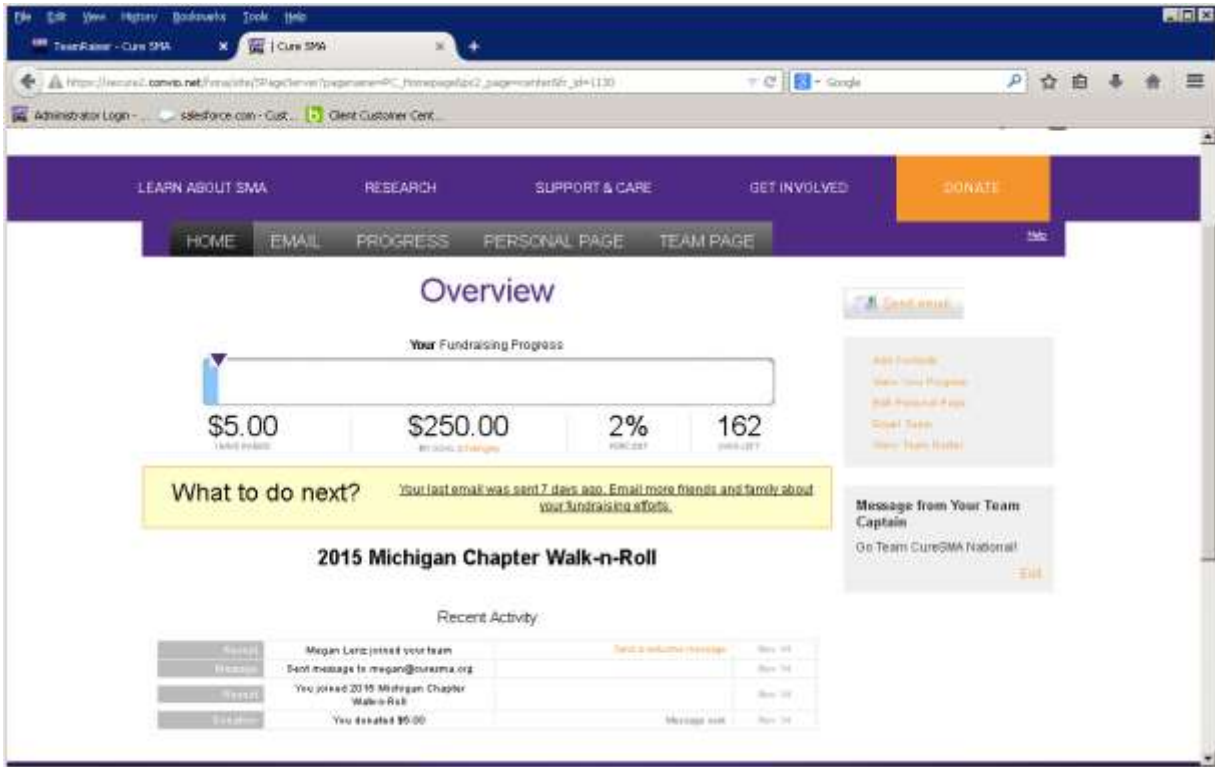 File Edit View History Bookmarks Tools Help
TeamRaiser - Cure SMA
| Cure SMA
Google
Administrator Login - ...
salesforce.com - Cust...
Client Customer Cent...
LEARN ABOUT SMA
RESEARCH
SUPPORT & CARE
GET INVOLVED
DONATE
HOME
EMAIL
PROGRESS
PERSONAL PAGE
TEAM PAGE
Help
Overview
Send email
Your Fundraising Progress
$5.00
$250.00
2%
162
What to do next?
Your last email was sent 7 days ago. Email more friends and family about
your fundraising efforts.
Message from Your Team
Captain
Go Team CureSMA National!
Edit
2015 Michigan Chapter Walk-n-Roll
Recent Activity
joined your team
Sent message to megan@curesma.org
You joined 2015 Michigan Chapter
Walk-n-Roll
You donated $5.00
Message sent